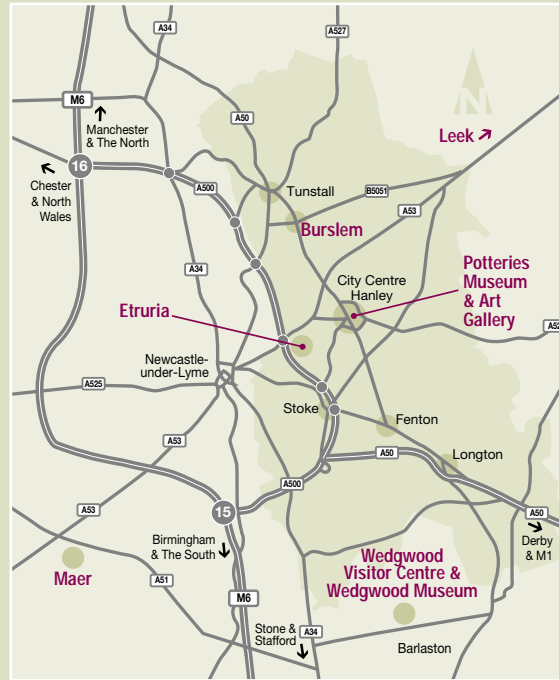 A34
A527
M6
A50
N
Manchester
& The North
Leek
16
Chester
& North
Wales
A500
Tunstall
B5051
A53
Burslem
A34
City Centre
Hanley
Potteries
Museum
& Art
Gallery
Etruria
A52
Newcastle-
under-Lyme
A525
Stoke
Fenton
A53
A50
Longton
A500
A53
15
A50
Birmingham
& The South
Derby
& M1
Maer
A51
Wedgwood
Visitor Centre &
Wedgwood Museum
M6
Stone &
Stafford
A34
Barlaston